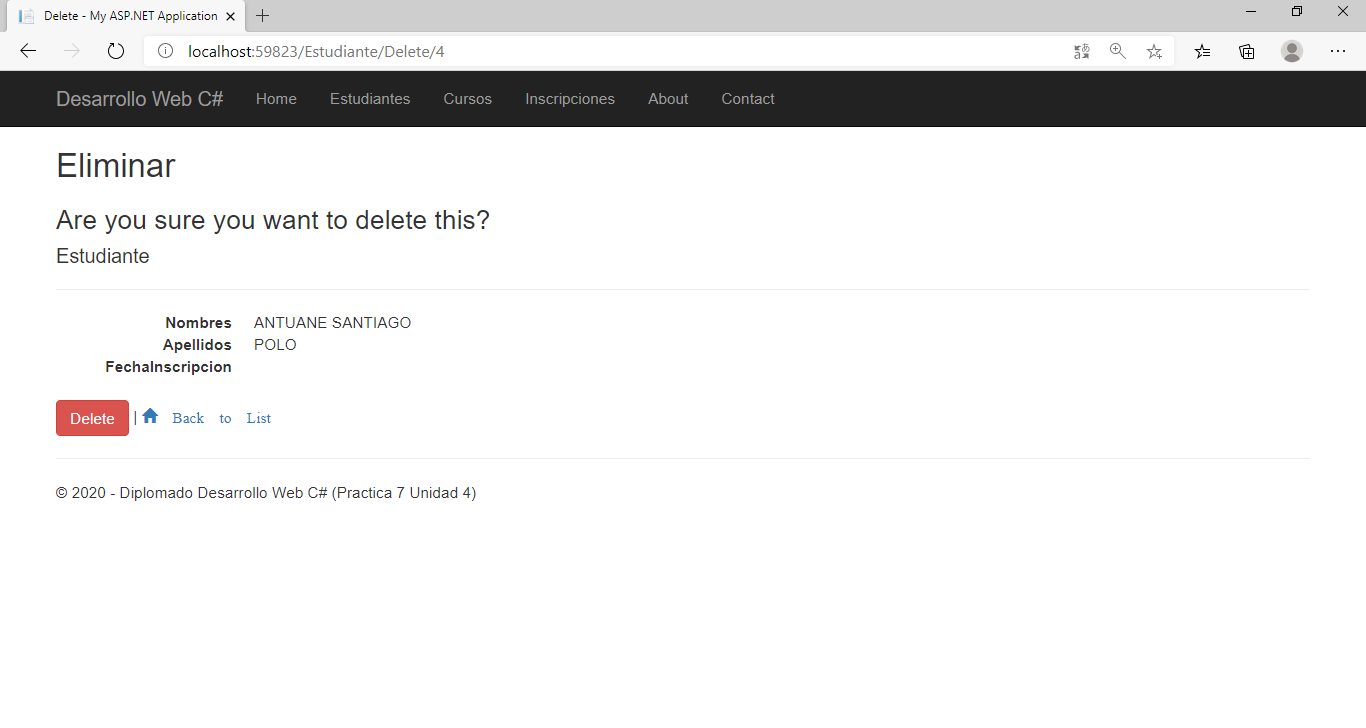 Delete - My ASP.NET Application
localhost:59823/Estudiante/Delete/4
Desarrollo Web C# Home Estudiantes Cursos Inscripciones About Contact
Eliminar
Are you sure you want to delete this?
Estudiante
Nombres ANTUANE SANTIAGO
Apellidos POLO
FechaInscripcion
Delete | Back to List
© 2020 - Diplomado Desarrollo Web C# (Practica 7 Unidad 4)